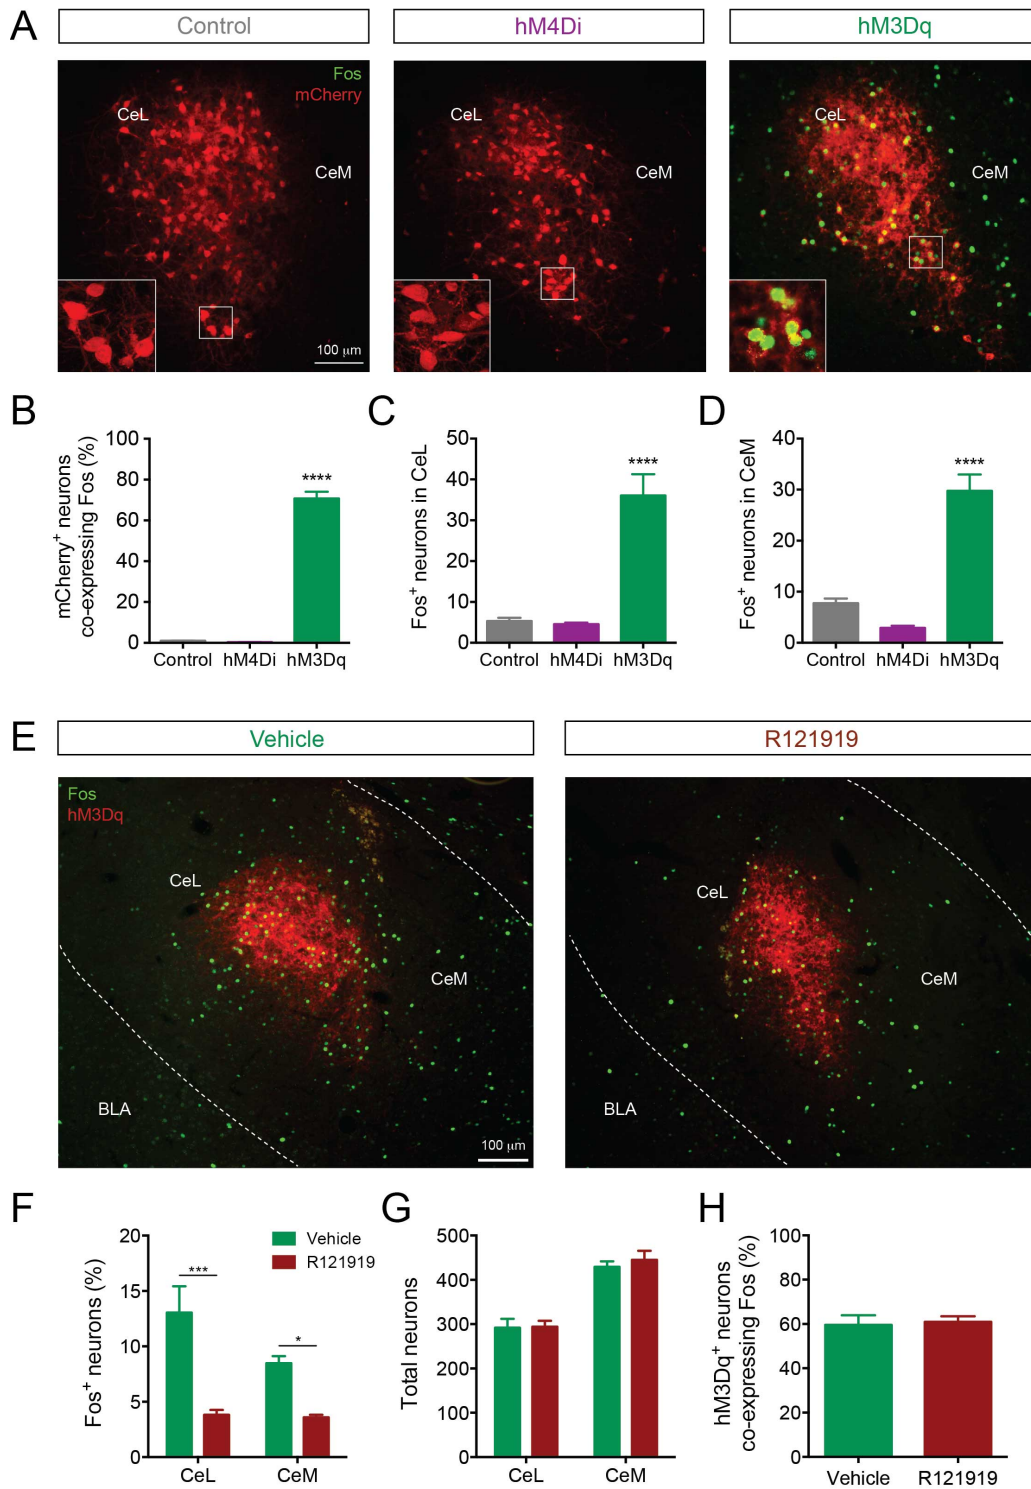 A
Control
hM4Di
hM3Dq
Fos
mCherry
CeL
CeM
100 µm
CeL
CeM
CeL
CeM
B
mCherry⁺ neurons
co-expressing Fos (%)
100
80
60
40
20
0
****
Control
hM4Di
hM3Dq
C
Fos⁺ neurons in CeL
50
40
30
20
10
0
****
Control
hM4Di
hM3Dq
D
Fos⁺ neurons in CeM
40
30
20
10
0
****
Control
hM4Di
hM3Dq
E
Vehicle
R121919
Fos
hM3Dq
CeL
CeM
BLA
100 µm
CeL
CeM
BLA
F
Fos⁺ neurons (%)
20
15
10
5
0
***
*
Vehicle
R121919
CeL
CeM
G
Total neurons
500
400
300
200
100
0
CeL
CeM
H
hM3Dq⁺ neurons
co-expressing Fos (%)
100
80
60
40
20
0
Vehicle
R121919